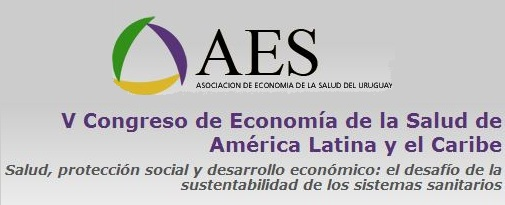 AES
ASOCIACION DE ECONOMIA DE LA SALUD DEL URUGUAY
V Congreso de Economía de la Salud de
América Latina y el Caribe
Salud, protección social y desarrollo económico: el desafío de la
sustentabilidad de los sistemas sanitarios